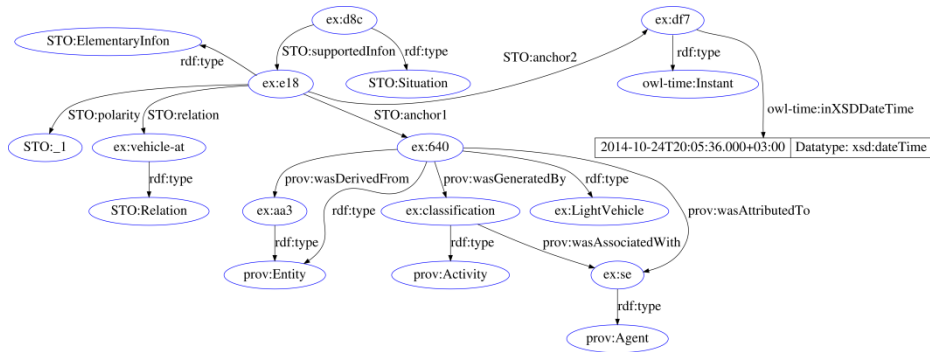 ex:d8c
ex:df7
STO:ElementaryInfon
STO:supportedInfon
rdf:type
STO:anchor2
rdf:type
rdf:type
ex:e18
STO:Situation
owl-time:Instant
STO:polarity
STO:relation
STO:anchor1
owl-time:inXSDDateTime
STO:_1
ex:vehicle-at
ex:640
2014-10-24T20:05:36.000+03:00
Datatype: xsd:dateTime
rdf:type
prov:wasDerivedFrom
rdf:type
prov:wasGeneratedBy
rdf:type
prov:wasAttributedTo
STO:Relation
ex:aa3
ex:classification
ex:LightVehicle
rdf:type
rdf:type
prov:wasAssociatedWith
prov:Entity
prov:Activity
ex:se
rdf:type
prov:Agent